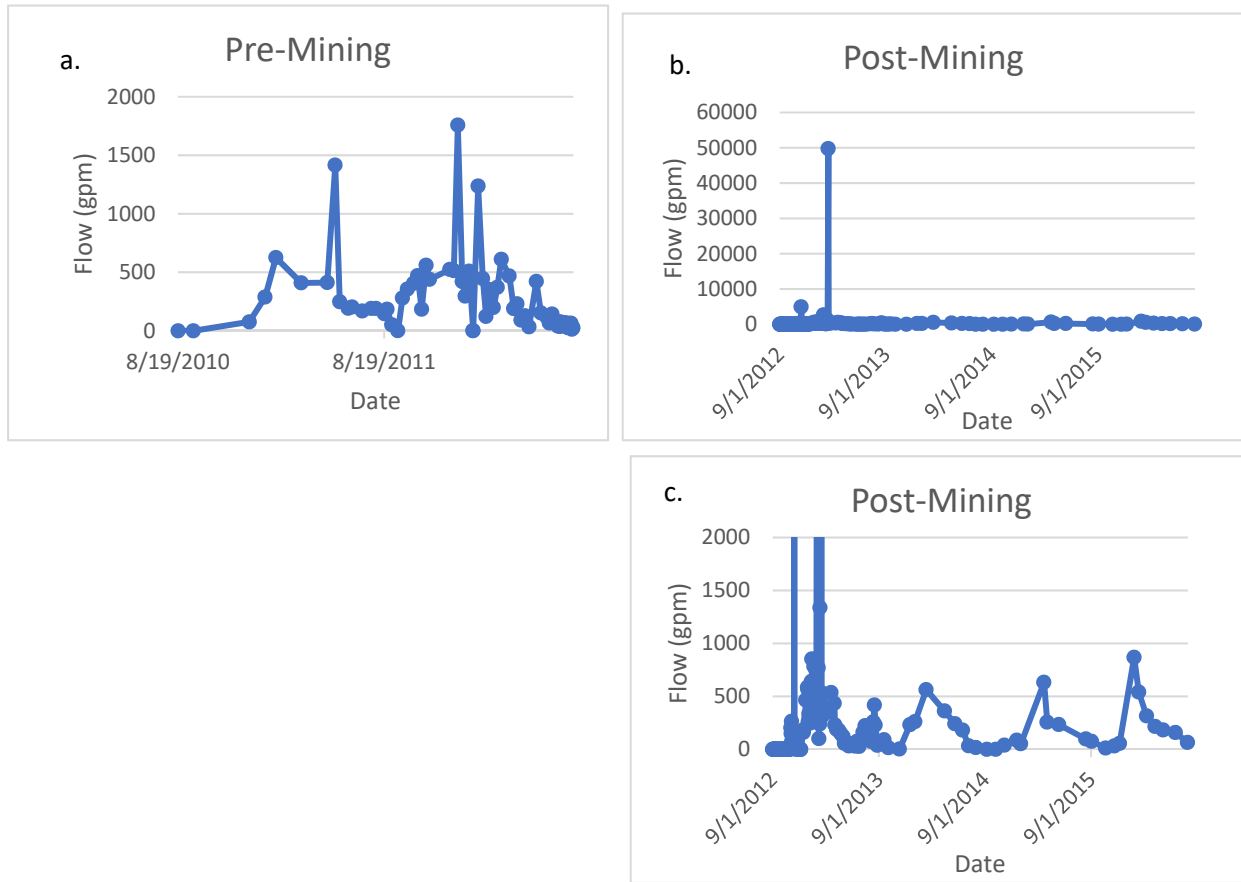 a.
Pre-Mining
2000
1500
1000
500
0
Flow (gpm)
8/19/2010 8/19/2011
Date
b.
Post-Mining
60000
50000
40000
30000
20000
10000
0
Flow (gpm)
9/1/2012 9/1/2013 9/1/2014 9/1/2015
Date
c.
Post-Mining
2000
1500
1000
500
0
Flow (gpm)
9/1/2012 9/1/2013 9/1/2014 9/1/2015
Date